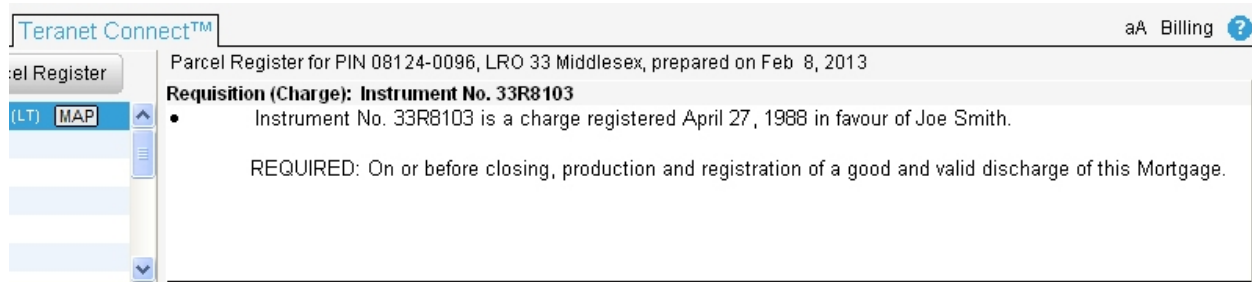 Teranet Connect™
aA Billing ?
cel Register
Parcel Register for PIN 08124-0096, LRO 33 Middlesex, prepared on Feb 8, 2013
Requisition (Charge): Instrument No. 33R8103
(LT) MAP
• Instrument No. 33R8103 is a charge registered April 27, 1988 in favour of Joe Smith.
REQUIRED: On or before closing, production and registration of a good and valid discharge of this Mortgage.